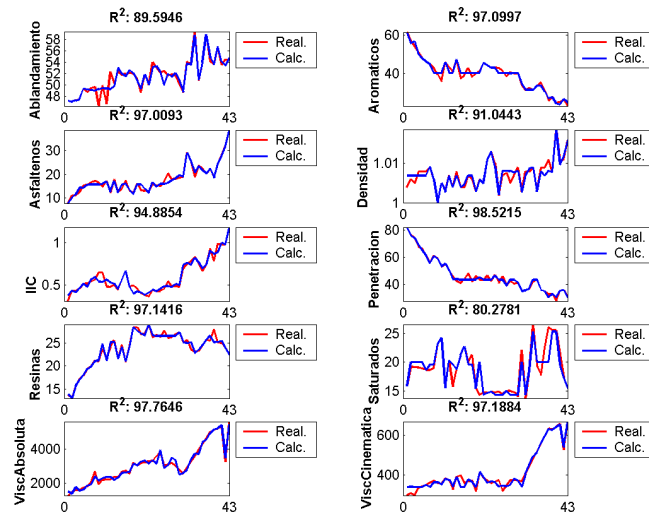 R²: 89.5946
Ablandamiento
58
56
54
52
50
48
0
43
Real.
Calc.
R²: 97.0997
Aromaticos
60
40
0
43
Real.
Calc.
R²: 97.0093
Asfaltenos
30
20
10
0
43
Real.
Calc.
R²: 91.0443
Densidad
1.01
1
0
43
Real.
Calc.
R²: 94.8854
IIC
1
0.5
0
43
Real.
Calc.
R²: 98.5215
Penetracion
80
60
40
0
43
Real.
Calc.
R²: 97.1416
Resinas
25
20
15
0
43
Real.
Calc.
R²: 80.2781
Saturados
25
20
15
0
43
Real.
Calc.
R²: 97.7646
ViscAbsoluta
4000
2000
0
43
Real.
Calc.
R²: 97.1884
ViscCinematica
600
400
0
43
Real.
Calc.